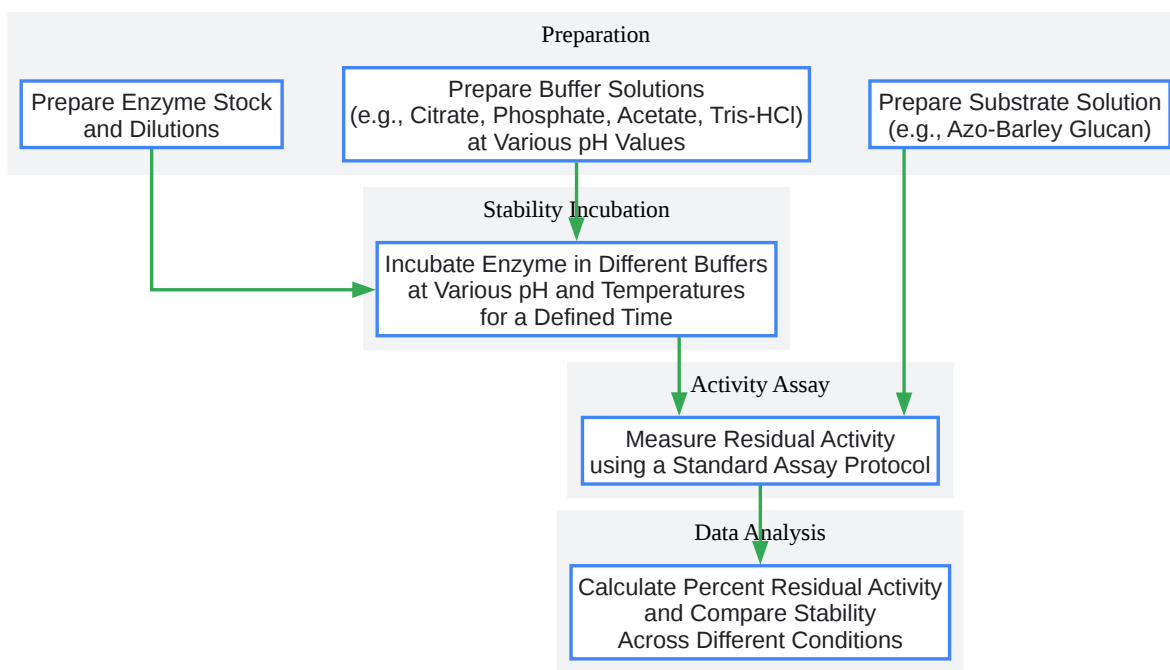 Preparation
Prepare Enzyme Stock
and Dilutions
Prepare Buffer Solutions
(e.g., Citrate, Phosphate, Acetate, Tris-HCl)
at Various pH Values
Prepare Substrate Solution
(e.g., Azo-Barley Glucan)
Stability Incubation
Incubate Enzyme in Different Buffers
at Various pH and Temperatures
for a Defined Time
Activity Assay
Measure Residual Activity
using a Standard Assay Protocol
Data Analysis
Calculate Percent Residual Activity
and Compare Stability
Across Different Conditions